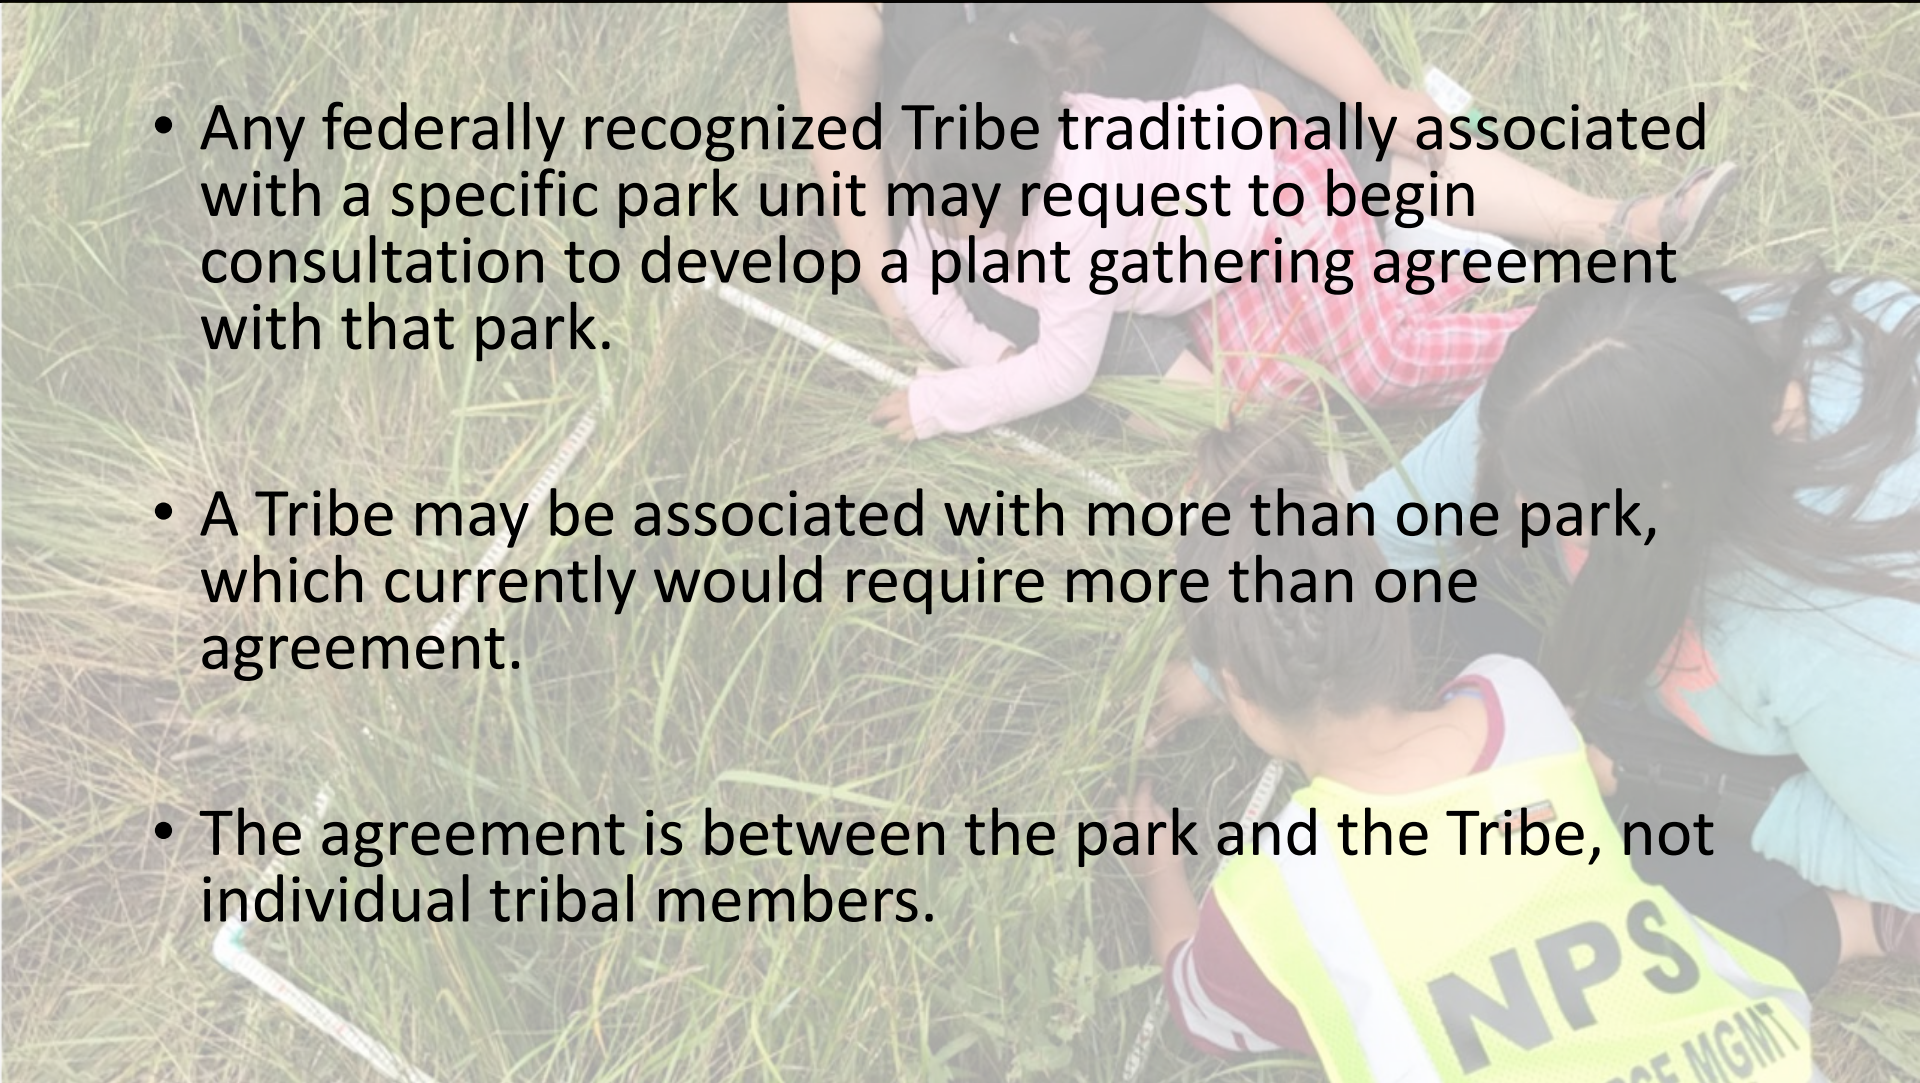 • Any federally recognized Tribe traditionally associated
with a specific park unit may request to begin
consultation to develop a plant gathering agreement
with that park.
• A Tribe may be associated with more than one park,
which currently would require more than one
agreement.
• The agreement is between the park and the Tribe, not
individual tribal members.
NPS
MGMT